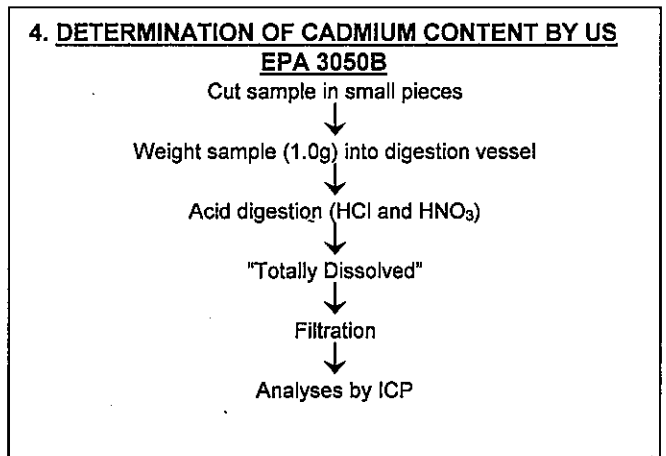 4. DETERMINATION OF CADMIUM CONTENT BY US
EPA 3050B
Cut sample in small pieces
Weight sample (1.0g) into digestion vessel
Acid digestion (HCl and HNO₃)
"Totally Dissolved"
Filtration
Analyses by ICP